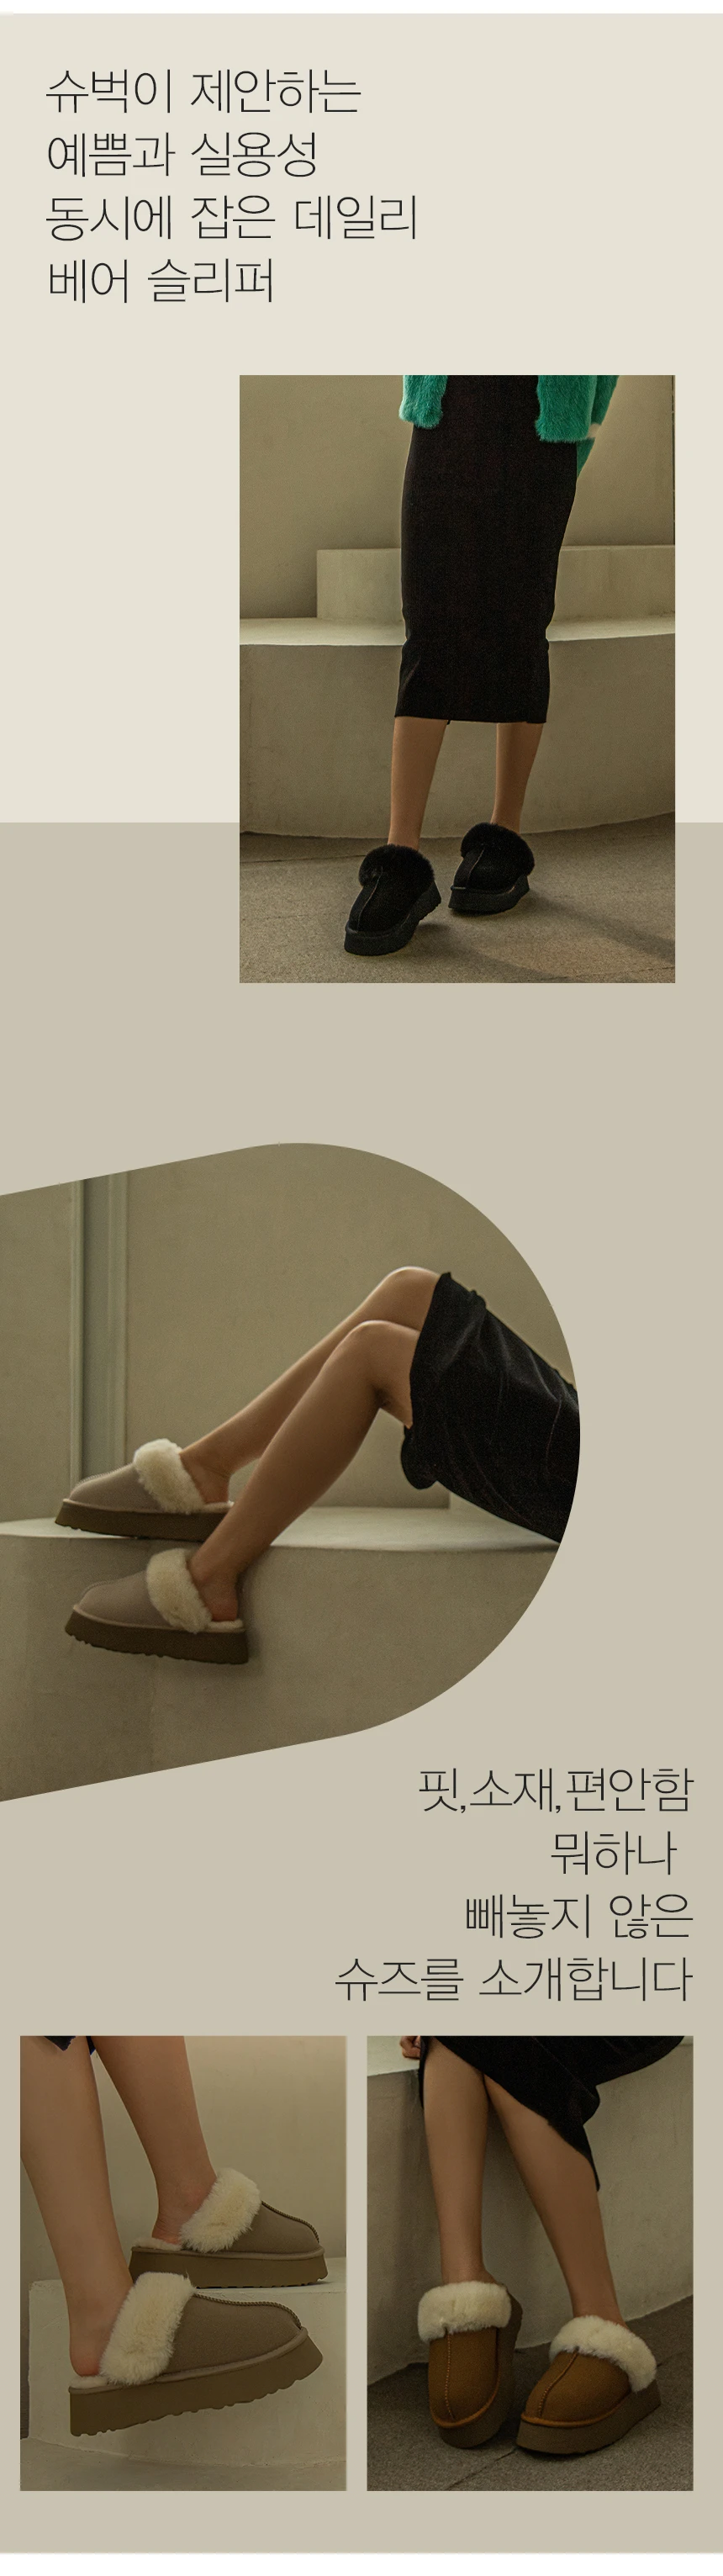 슈벅이 제안하는
예쁨과 실용성
동시에 잡은 데일리
베어 슬리퍼
핏,소재,편안함
뭐하나
빼놓지 않은
슈즈를 소개합니다